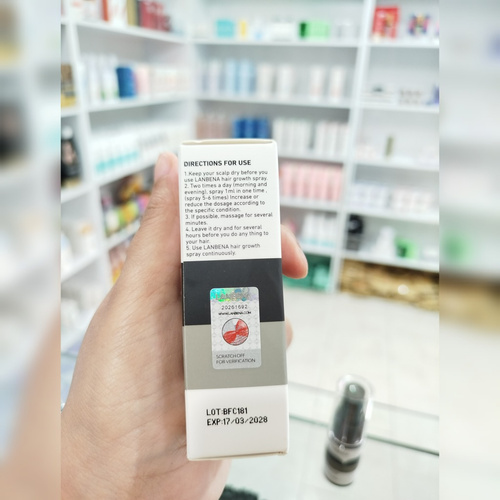 DIRECTIONS FOR USE
1.Keep your scalp dry before you
use LANBENA hair growth spray.
2. Two times a day (morning and
evening), spray 1ml in one time ,
(spray 5-6 times) Increase or
reduce the dosage according to
the specific condition.
3. If possible, massage for several
minutes.
4. Leave it dry and for several
hours before you do any thing to
your hair.
5. Use LANBENA hair growth
spray continuously.
SCRATCH OFF
FOR VERIFICATION
LOT:BFC181
EXP:17/03/2028